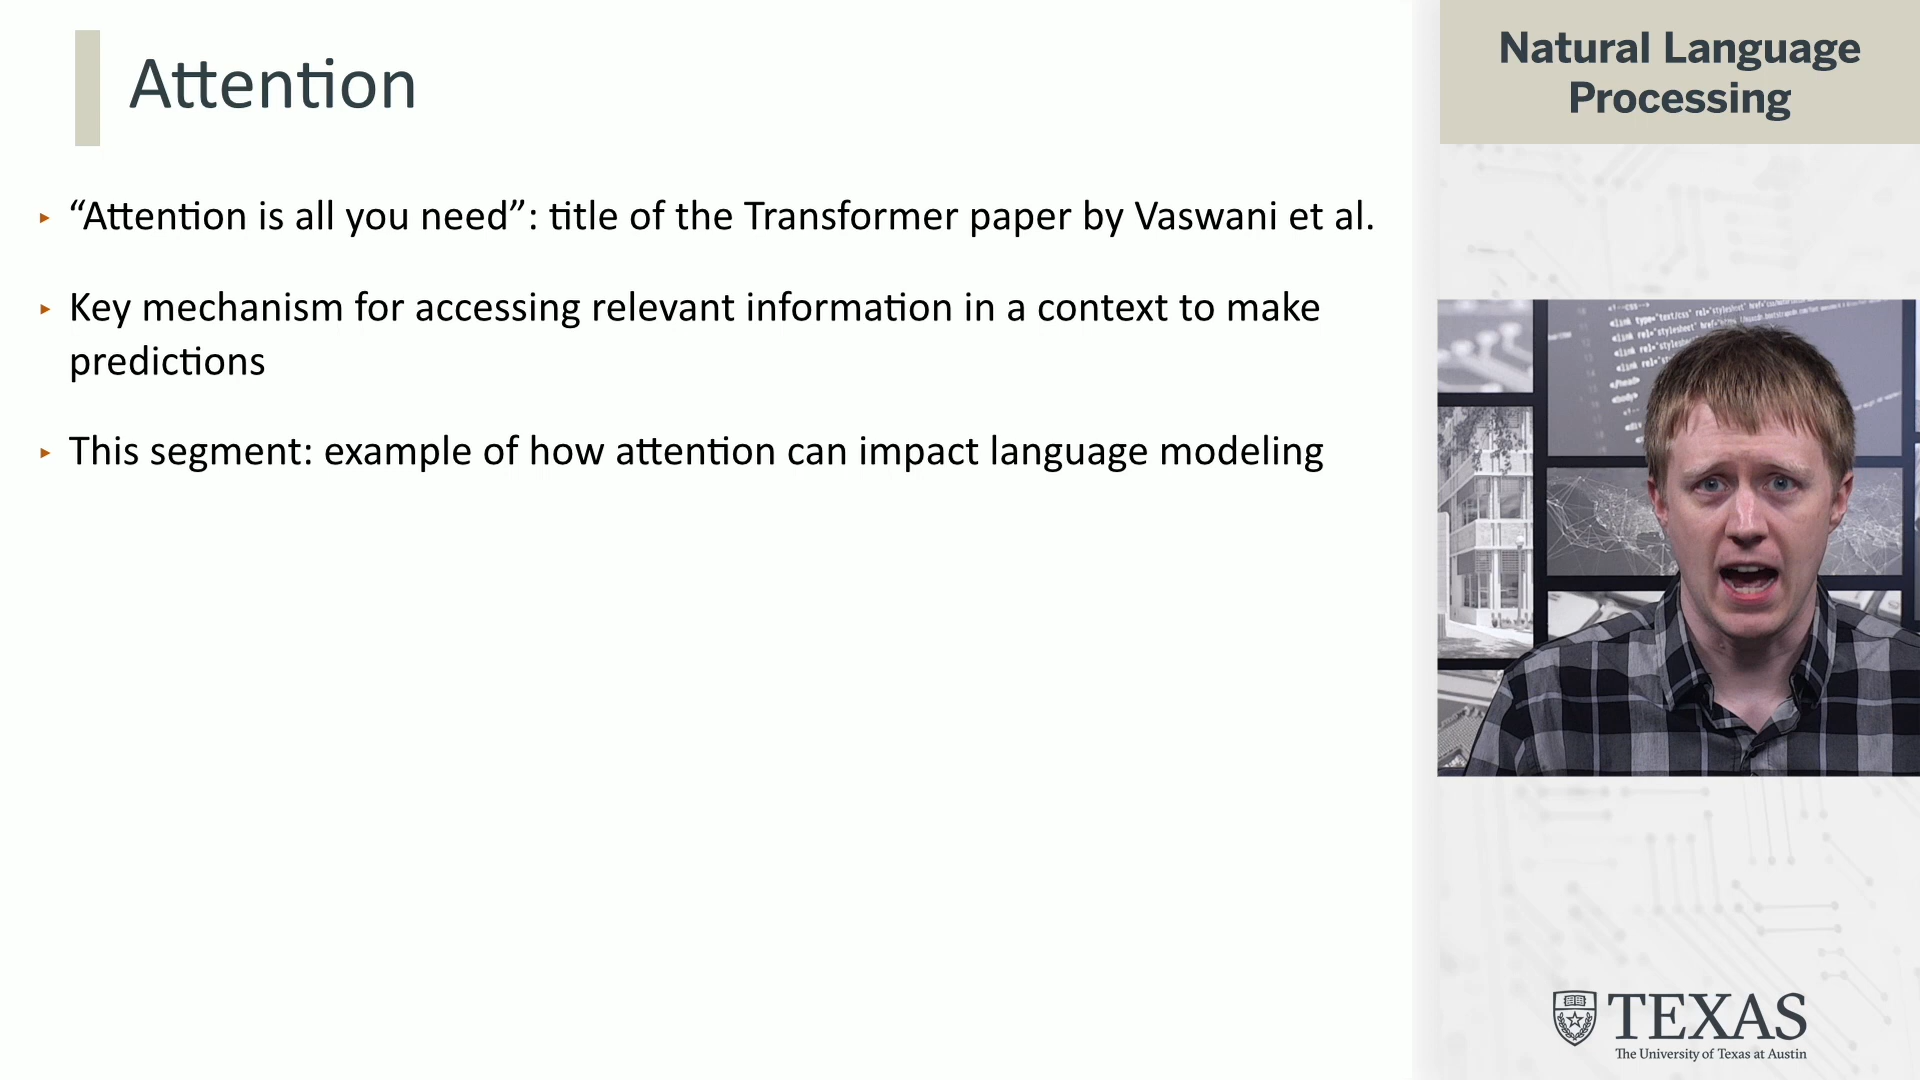 Attention
“Attention is all you need”: title of the Transformer paper by Vaswani et al.
Key mechanism for accessing relevant information in a context to make
predictions
This segment: example of how attention can impact language modeling
Natural Language
Processing
TEXAS
The University of Texas at Austin